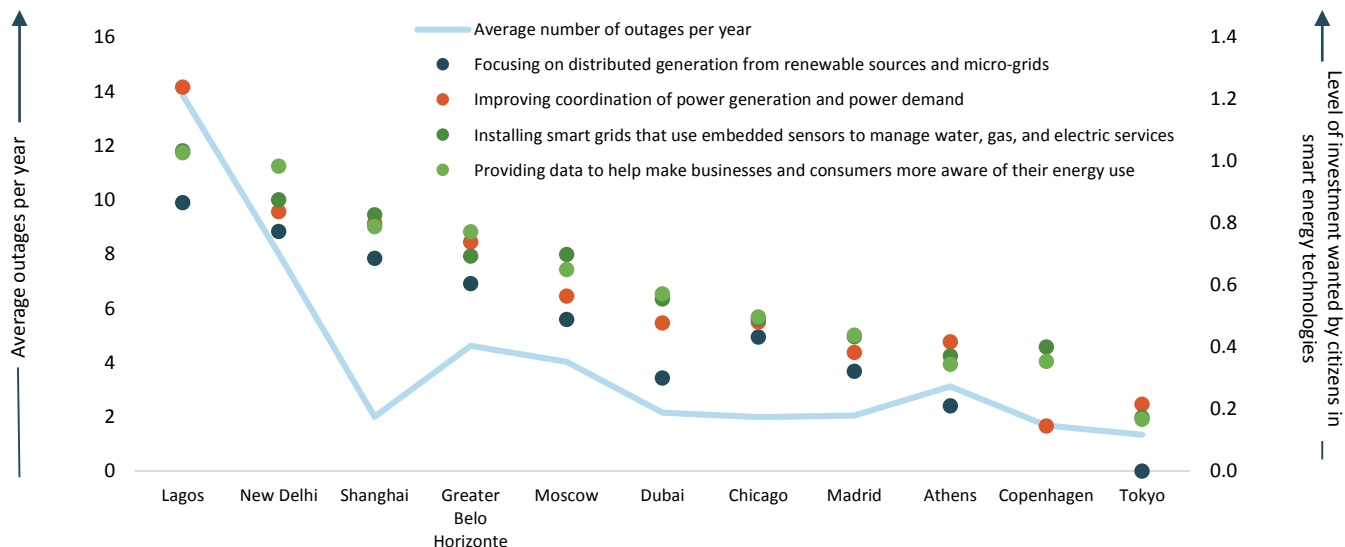 Average outages per year
16
14
12
10
8
6
4
2
0
Average number of outages per year
Focusing on distributed generation from renewable sources and micro-grids
Improving coordination of power generation and power demand
Installing smart grids that use embedded sensors to manage water, gas, and electric services
Providing data to help make businesses and consumers more aware of their energy use
1.4
1.2
1.0
0.8
0.6
0.4
0.2
0.0
Level of investment wanted by citizens in
smart energy technologies
Lagos
New Delhi
Shanghai
Greater
Belo
Horizonte
Moscow
Dubai
Chicago
Madrid
Athens
Copenhagen
Tokyo